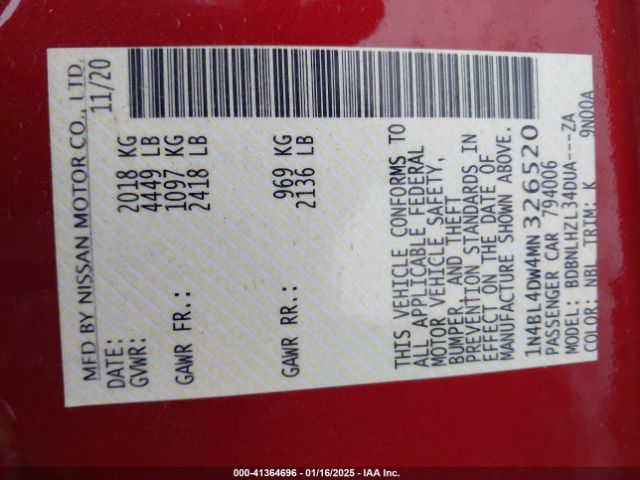 MFD BY NISSAN MOTOR CO., LTD.
DATE: 11/20
GVWR: 2018 KG
4449 LB
GAWR FR.: 1097 KG
2418 LB
GAWR RR.: 969 KG
2136 LB
THIS VEHICLE CONFORMS TO
ALL APPLICABLE FEDERAL
MOTOR VEHICLE SAFETY,
BUMPER AND THEFT
PREVENTION STANDARDS IN
EFFECT ON THE DATE OF
MANUFACTURE SHOWN ABOVE.
1N4BL4DW4MN326520
PASSENGER CAR 794006
MODEL: BDBNLHZL34DUA----ZA
COLOR: NBL TRIM: K 9N00A
000-41364696 - 01/16/2025 - IAA Inc.